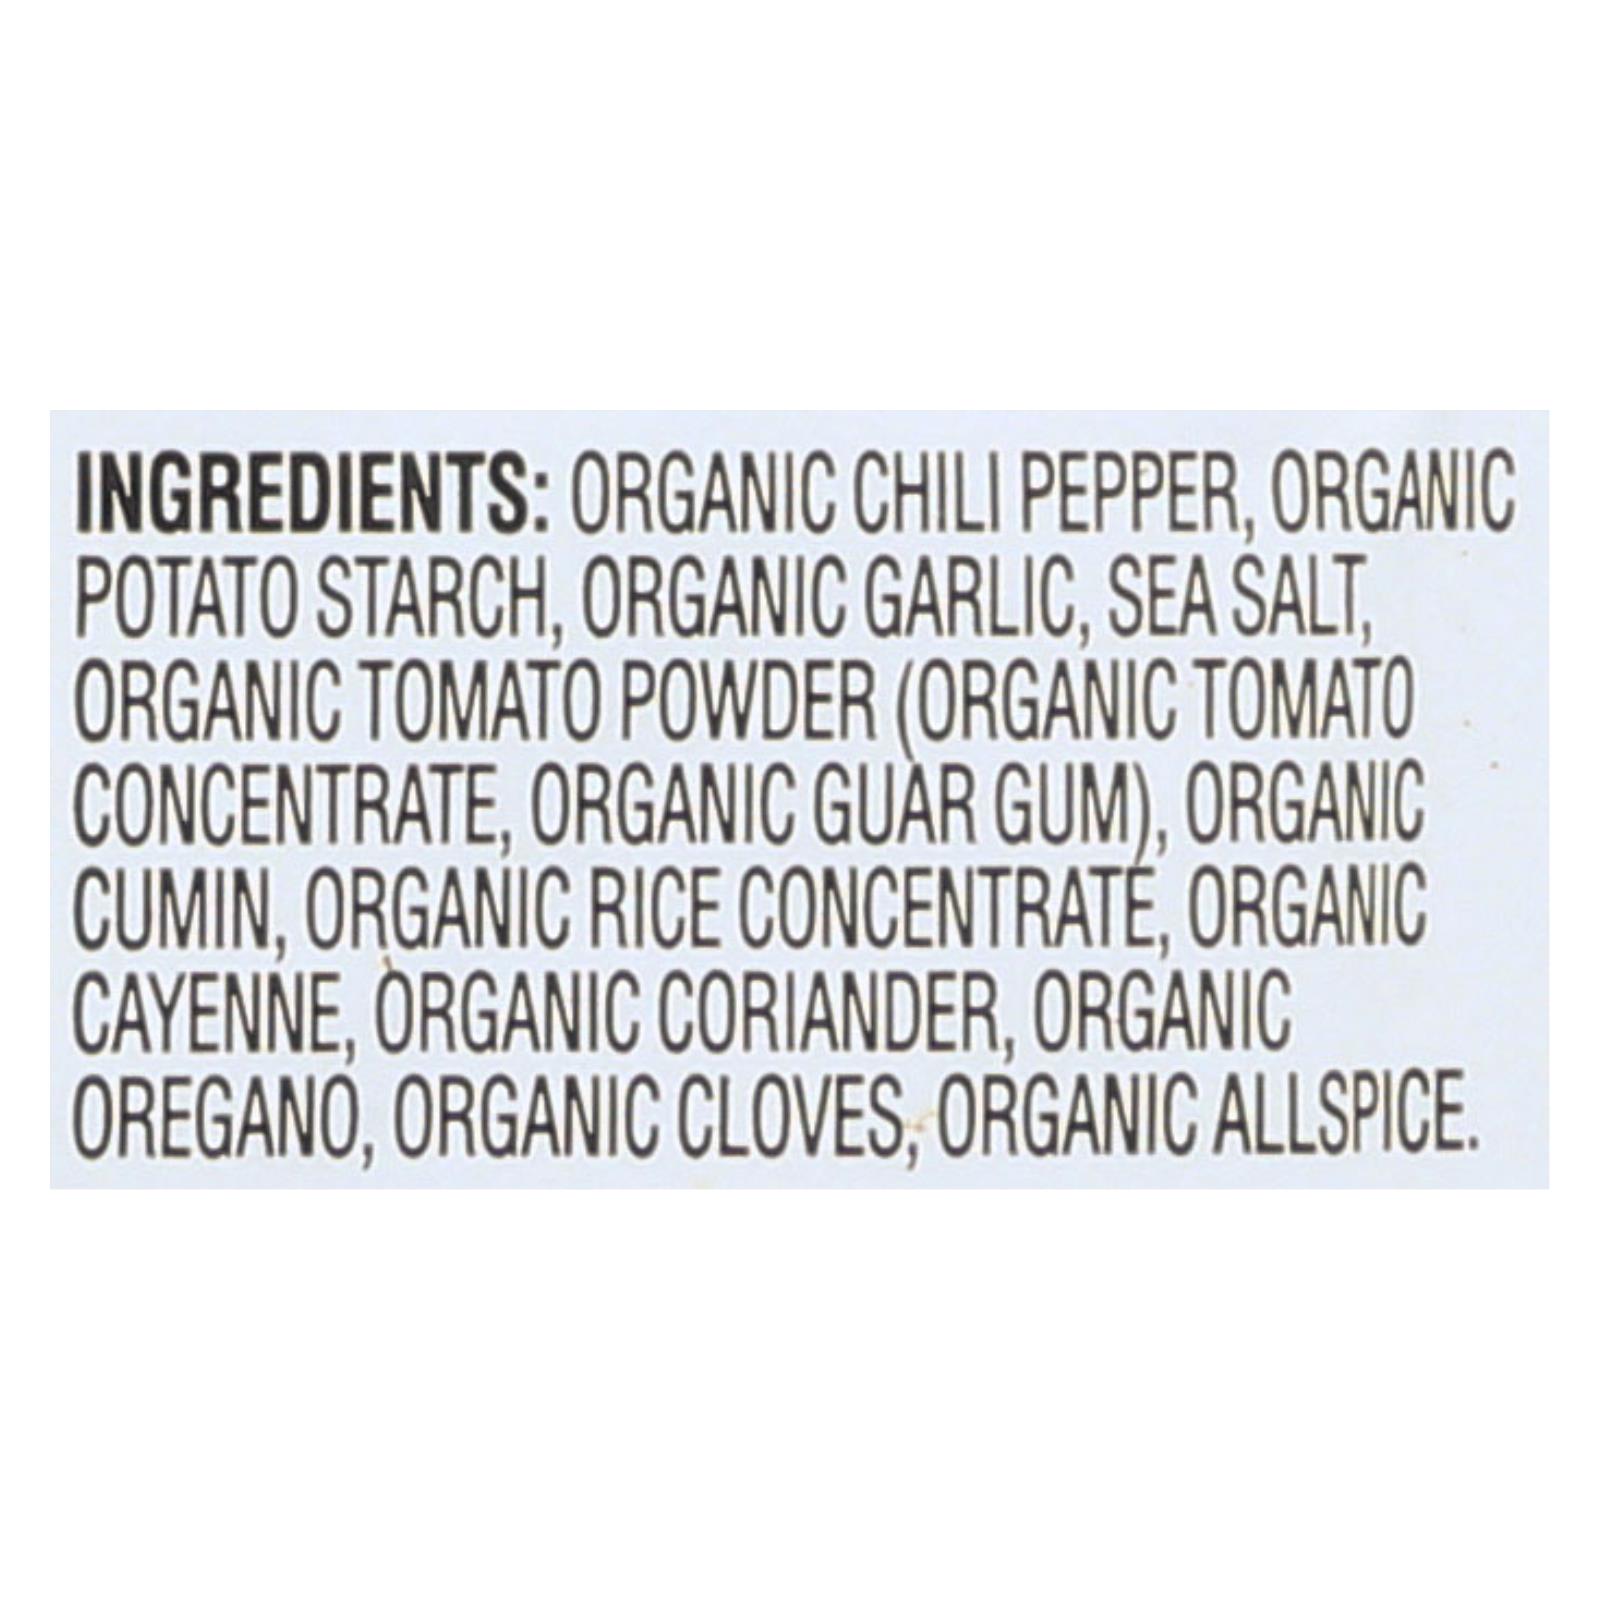 INGREDIENTS: ORGANIC CHILI PEPPER, ORGANIC
POTATO STARCH, ORGANIC GARLIC, SEA SALT,
ORGANIC TOMATO POWDER (ORGANIC TOMATO
CONCENTRATE, ORGANIC GUAR GUM), ORGANIC
CUMIN, ORGANIC RICE CONCENTRATE, ORGANIC
CAYENNE, ORGANIC CORIANDER, ORGANIC
OREGANO, ORGANIC CLOVES, ORGANIC ALLSPICE.